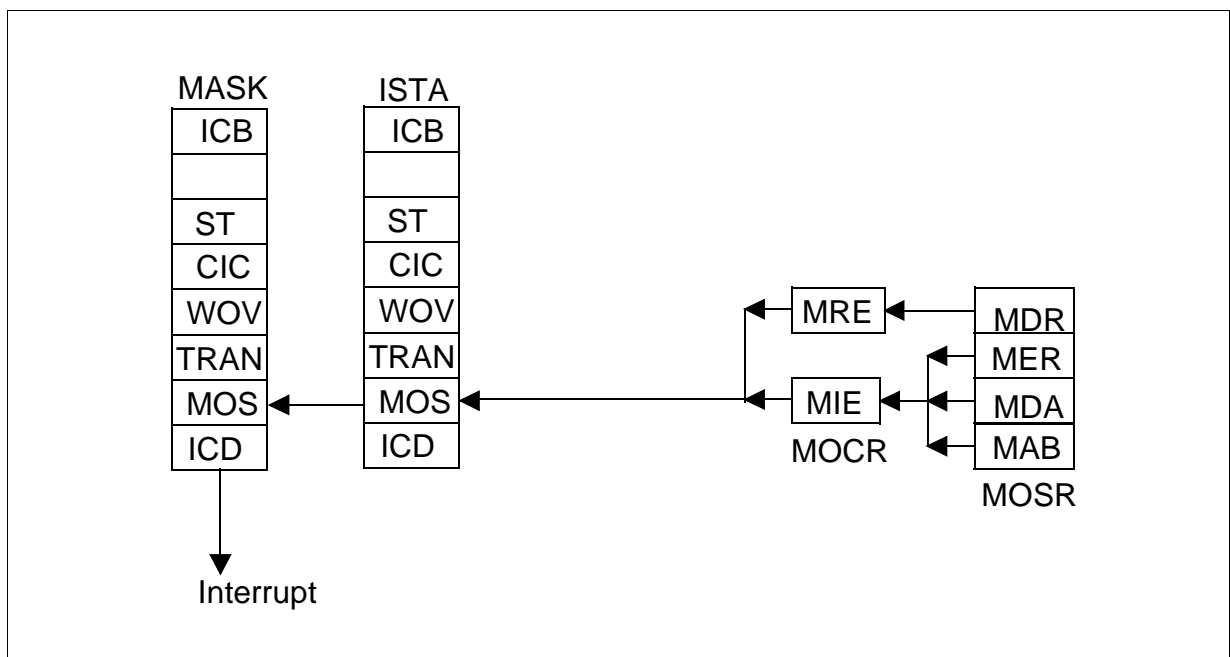 MASK
ICB
ST
CIC
WOV
TRAN
MOS
ICD
Interrupt
ISTA
ICB
ST
CIC
WOV
TRAN
MOS
ICD
MRE
MIE
MOCR
MDR
MER
MDA
MAB
MOSR